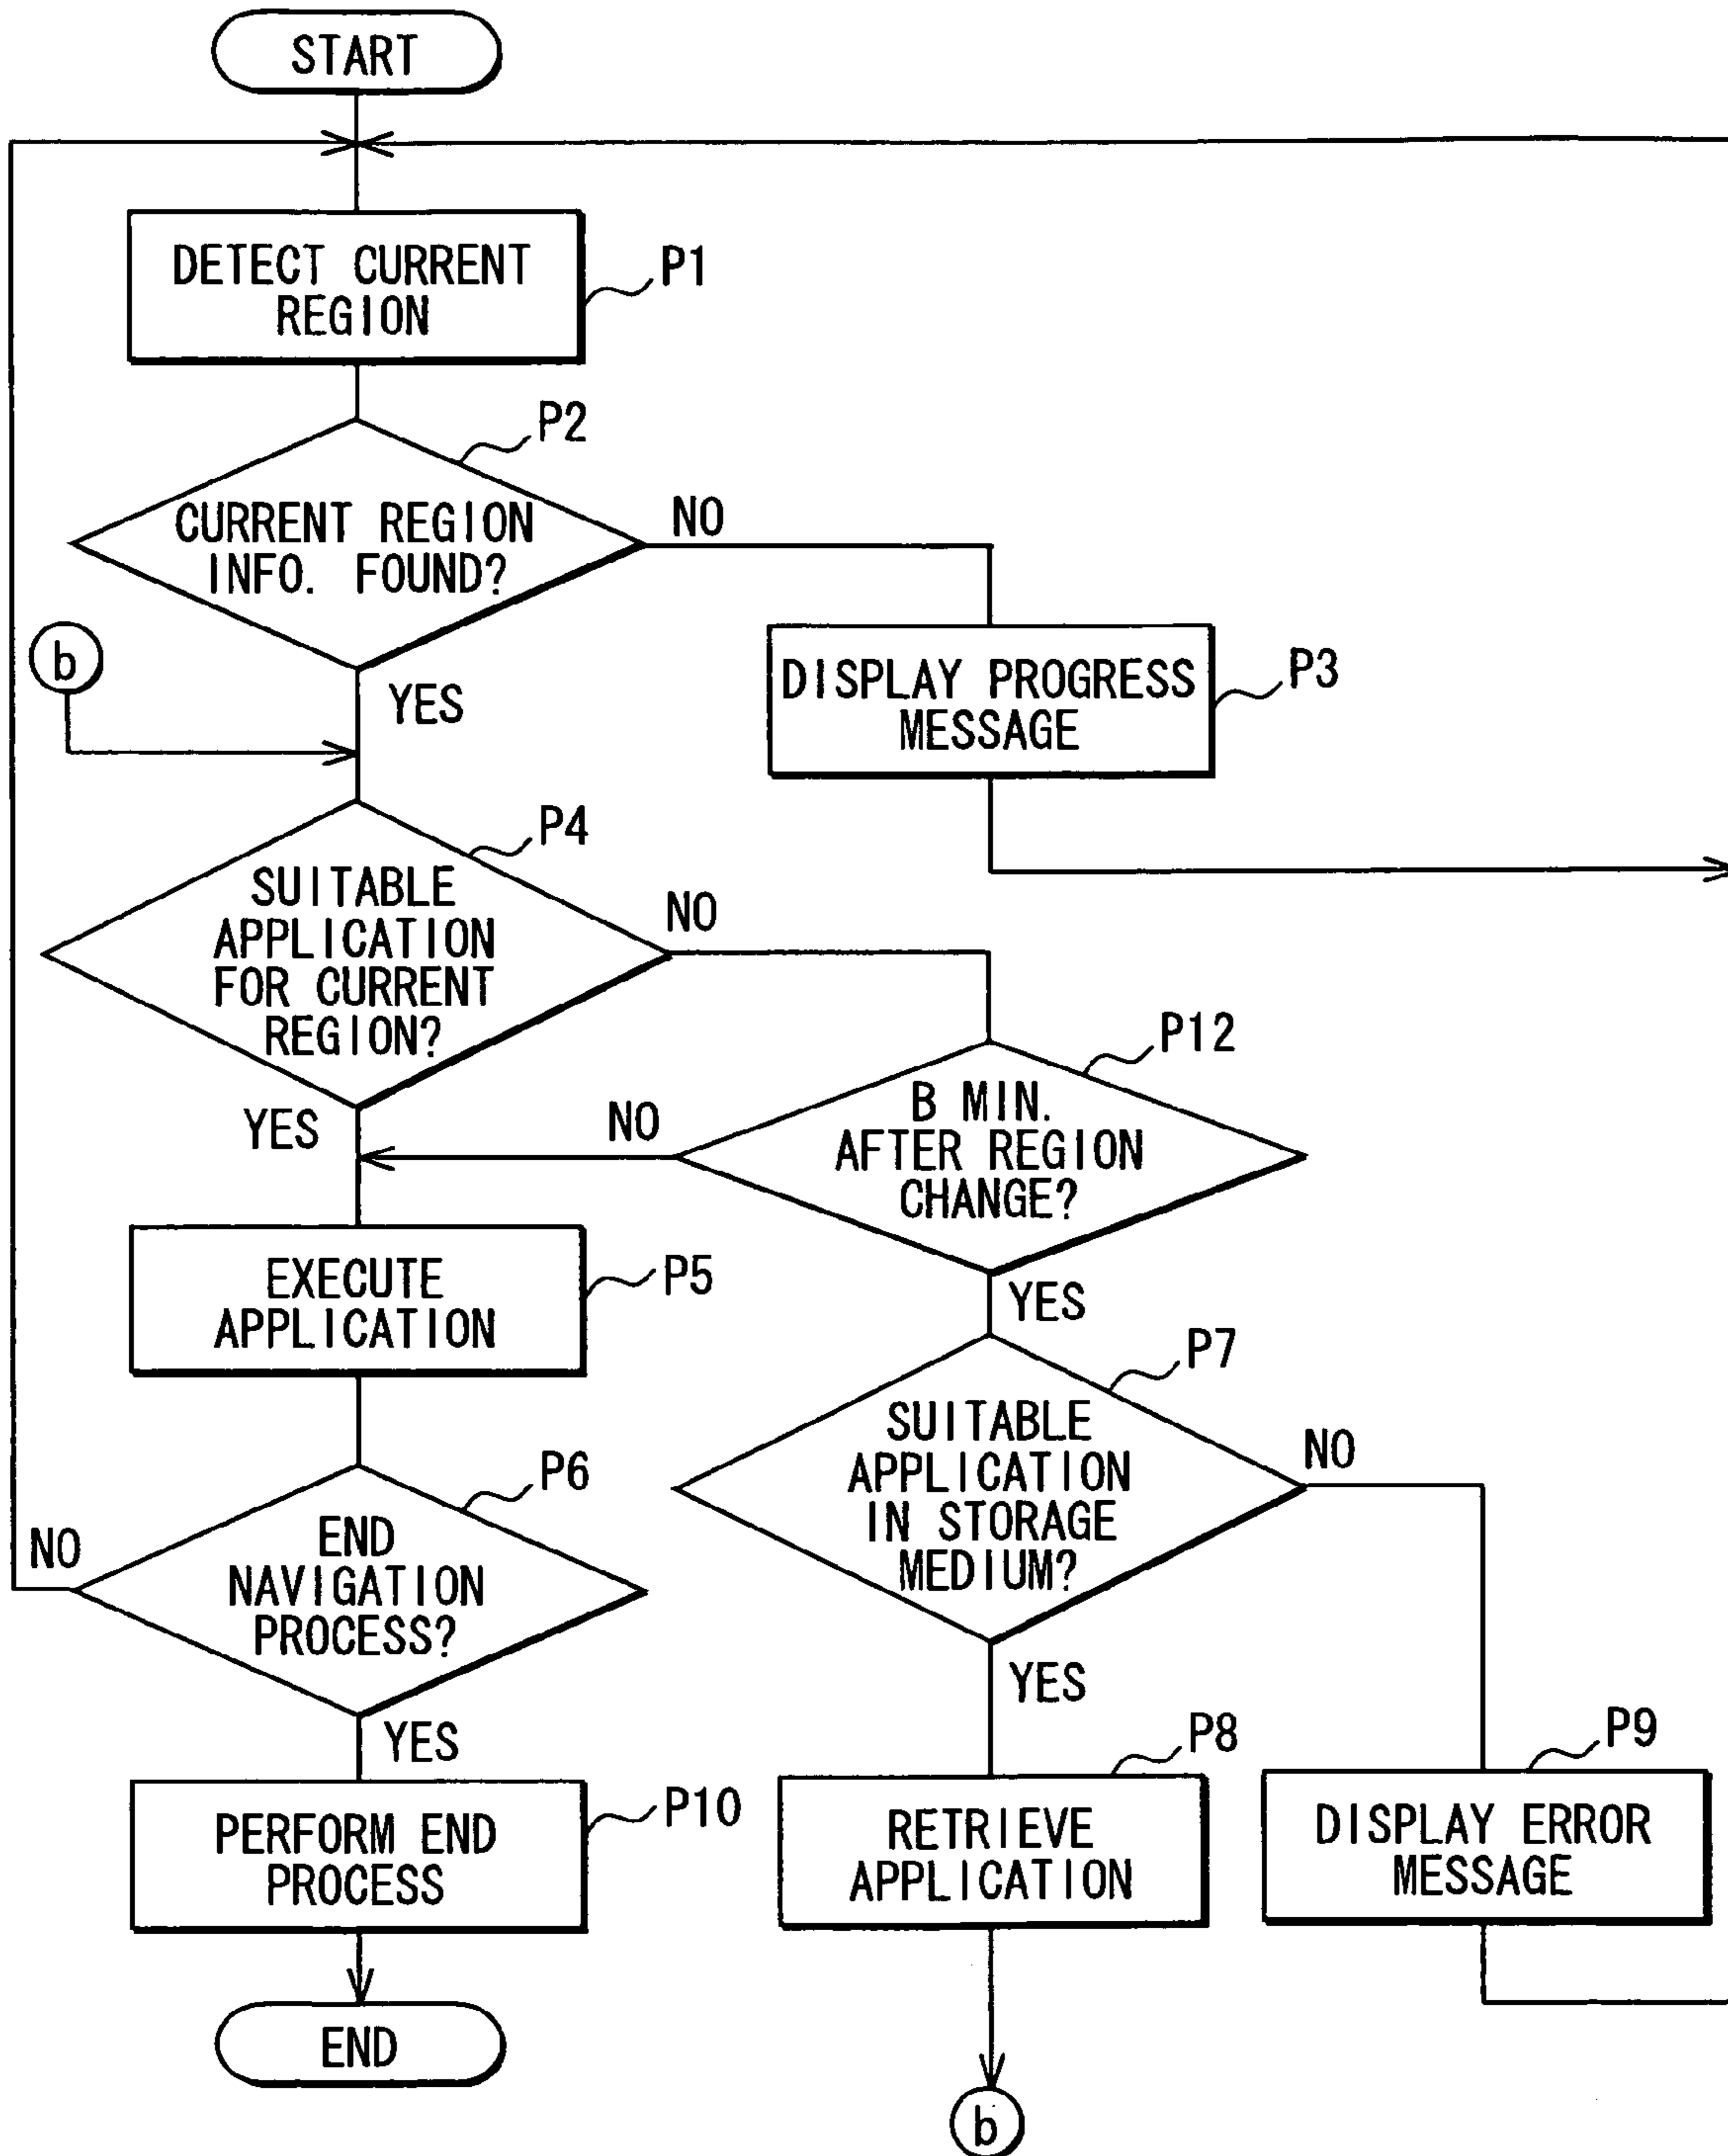 START
DETECT CURRENT
REGION
P1
P2
CURRENT REGION
INFO. FOUND?
NO
b
YES
DISPLAY PROGRESS
MESSAGE
P3
P4
SUITABLE
APPLICATION
FOR CURRENT
REGION?
NO
YES
P12
B MIN.
AFTER REGION
CHANGE?
NO
YES
EXECUTE
APPLICATION
P5
P7
SUITABLE
APPLICATION
IN STORAGE
MEDIUM?
NO
YES
P6
END
NAVIGATION
PROCESS?
NO
YES
PERFORM END
PROCESS
P10
P8
RETRIEVE
APPLICATION
P9
DISPLAY ERROR
MESSAGE
END
b